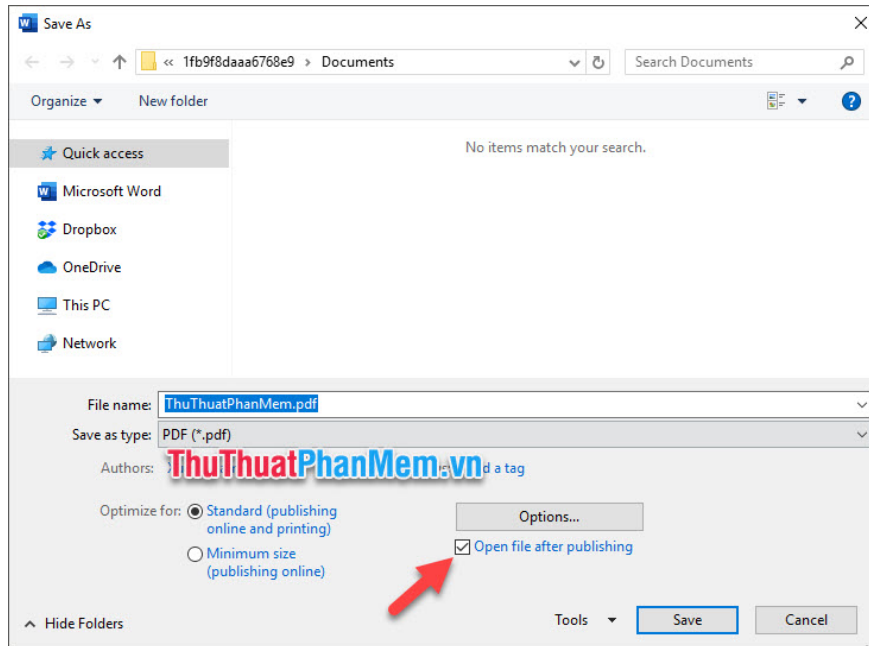 Save As
« 1fb9f8daaa6768e9 › Documents
Search Documents
Organize
New folder
?
No items match your search.
Quick access
Microsoft Word
Dropbox
OneDrive
This PC
Network
File name: ThuThuatPhanMem.pdf
Save as type: PDF (*.pdf)
Authors:
ThuThuatPhanMem.vn
d a tag
Optimize for: Standard (publishing
online and printing)
Minimum size
(publishing online)
Options...
Open file after publishing
Hide Folders
Tools
Save
Cancel